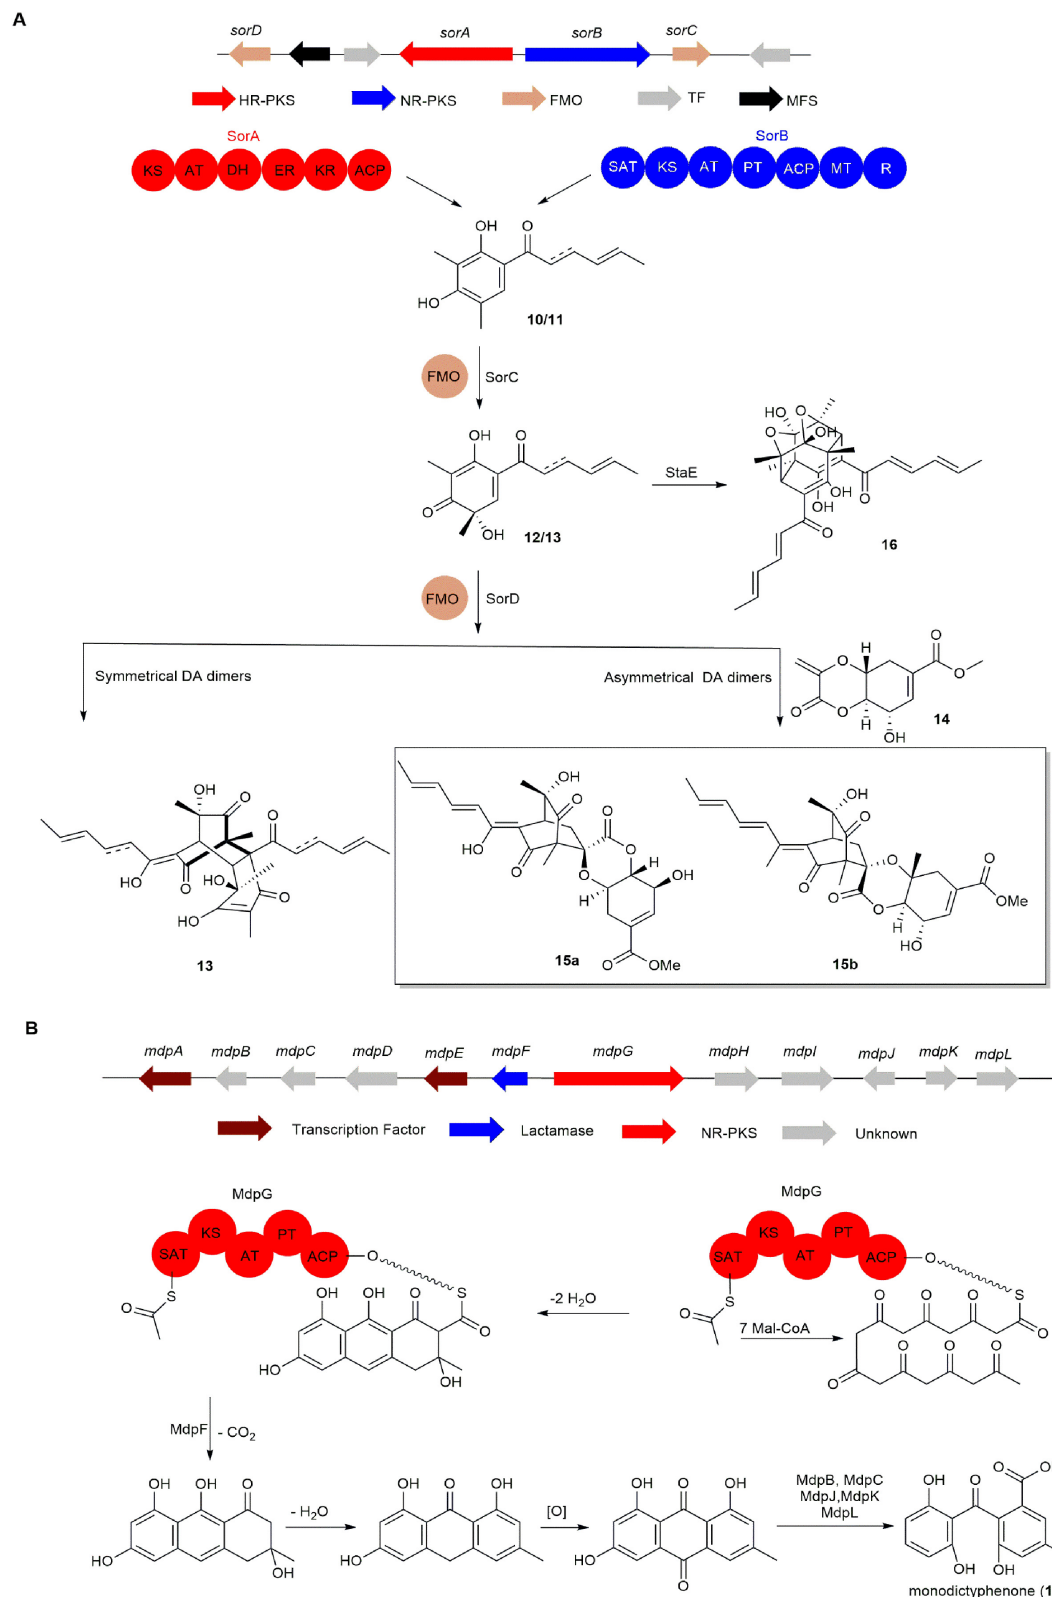 A
sorD sorA sorB sorC
HR-PKS NR-PKS FMO TF MFS
SorA SorB
KS AT DH ER KR ACP
SAT KS AT PT ACP MT R
OH O
HO
10/11
FMO SorC
OH O
O
OH
12/13
StaE
HO O OH
O
OH
OH O
O
16
FMO SorD
Symmetrical DA dimers
Asymmetrical DA dimers
O
O
O
O
O
OH
14
OH O
O
O
OH
HO
O
HO
13
OH
O
O
OH
O
O
O
OH
O
OMe
15a
OH
O
O
O
O
O
O
OMe
HO
15b
B
mdpA mdpB mdpC mdpD mdpE mdpF mdpG mdpH mdpI mdpJ mdpK mdpL
Transcription Factor Lactamase NR-PKS Unknown
MdpG
SAT KS AT PT ACP O
S
O
S
OH OH O O
HO
OH
-2 H2O
MdpG
SAT KS AT PT ACP O
S
O
7 Mal-CoA
S
O O O O
O O O O O
MdpF - CO2
OH OH O
HO
OH
- H2O
OH O OH
HO
[O]
OH O OH
HO
O
MdpB, MdpC
MdpJ,MdpK
MdpL
OH
O
O
O
OH
OH
monodictyphenone (1